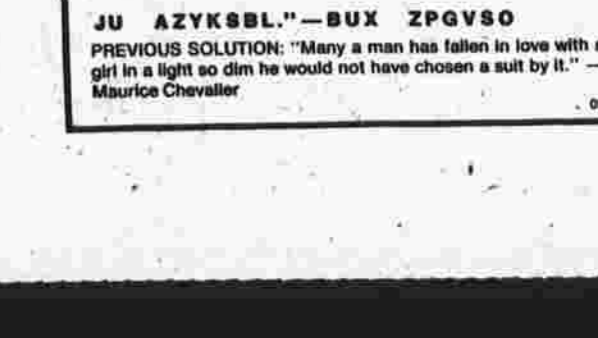 JU AZYKSBL."—BUX ZPGVSO
PREVIOUS SOLUTION: "Many a man has fallen in love with
girl in a light so dim he would not have chosen a suit by it." —
Maurice Chevalier